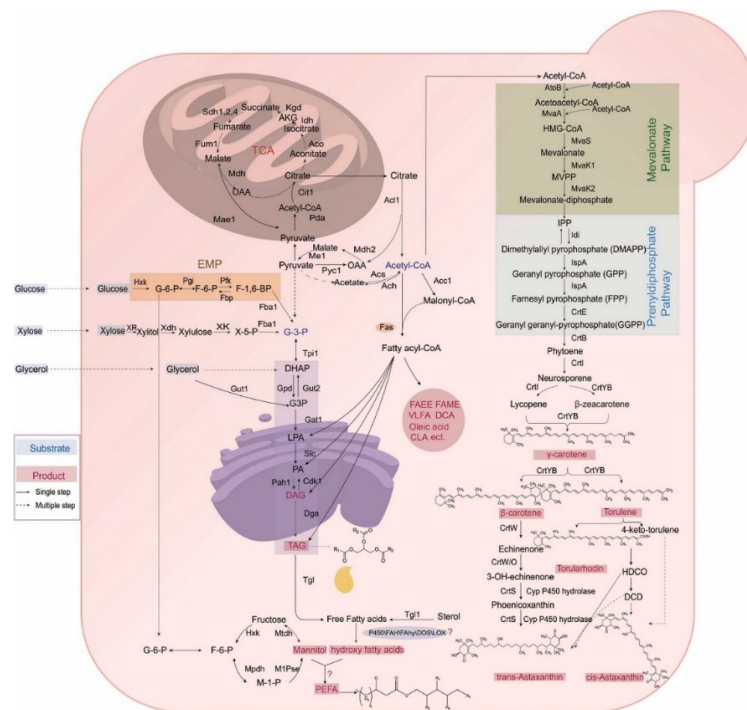 Acetyl-CoA
AtoB
Acetyl-CoA
Acetoacetyl-CoA
MvaA
Acetyl-CoA
HMG-CoA
MvaS
Mevalonate
MvaK1
MVPP
MvaK2
Mevalonate-diphosphate
Mevalonate
Pathway
IPP
Idi
Dimethylallyl pyrophosphate (DMAPP)
IspA
Geranyl pyrophosphate (GPP)
IspA
Farnesyl pyrophosphate (FPP)
CrtE
Geranyl geranyl-pyrophosphate(GGPP)
Prenyldiphosphate
Pathway
CrtB
Phytoene
CrtI
Neurosporene
CrtI
CrtYB
Lycopene
β-zeacarotene
CrtYB
γ-carotene
CrtYB
CrtYB
β-carotene
Torulene
CrtW
4-keto-torulene
Echinenone
CrtW/O
Torularhodin
HDCO
3-OH-echinenone
CrtS
Cyp P450 hydrolase
DCD
Phoenicoxanthin
CrtS
Cyp P450 hydrolase
trans-Astaxanthin
cis-Astaxanthin
Sdh1,2,4
Succinate
Kgd
AKG
Idh
Isocitrate
Fumarate
TCA
Aco
Aconitate
Fum1
Malate
Mdh
Citrate
Citrate
OAA
Cit1
Acl1
Acetyl-CoA
Mae1
Pda
Pyruvate
Malate
Mdh2
Me1
Pyruvate
OAA
Pyc1
Acs
Acetyl-CoA
Acetate
Ach
Acc1
Malonyl-CoA
EMP
Glucose
Glucose
Hxk
G-6-P
Pgi
F-6-P
Pfk
Fbp
F-1,6-BP
Fba1
Xylose
Xylose
XR
Xylitol
Xdh
Xylulose
XK
X-5-P
Fba1
G-3-P
Fas
Fatty acyl-CoA
Tpi1
Glycerol
Glycerol
DHAP
Gut1
Gpd
Gut2
G3P
FAEE FAME
VLFA DCA
Oleic acid
CLA ect.
Gat1
LPA
Slc
PA
Pah1
Cdk1
DAG
Dga
TAG
Tgl
Substrate
Product
Single step
Multiple step
Free Fatty acids
Tgl1
Sterol
P450\FAH\FAhy\DOS\LOX
?
Fructose
Hxk
Mtdh
G-6-P
F-6-P
Mannitol
hydroxy fatty acids
Mpdh
M1Pse
M-1-P
?
PEFA